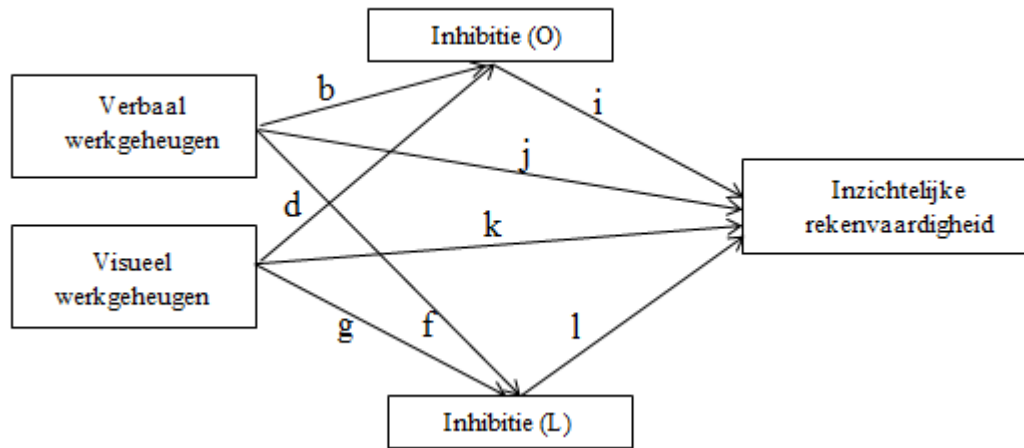 Inhibitie (O)
Verbaal
werkgeheugen
b
i
j
d
k
Inzichtelijke
rekenvaardigheid
Visueel
werkgeheugen
g
f
l
Inhibitie (L)